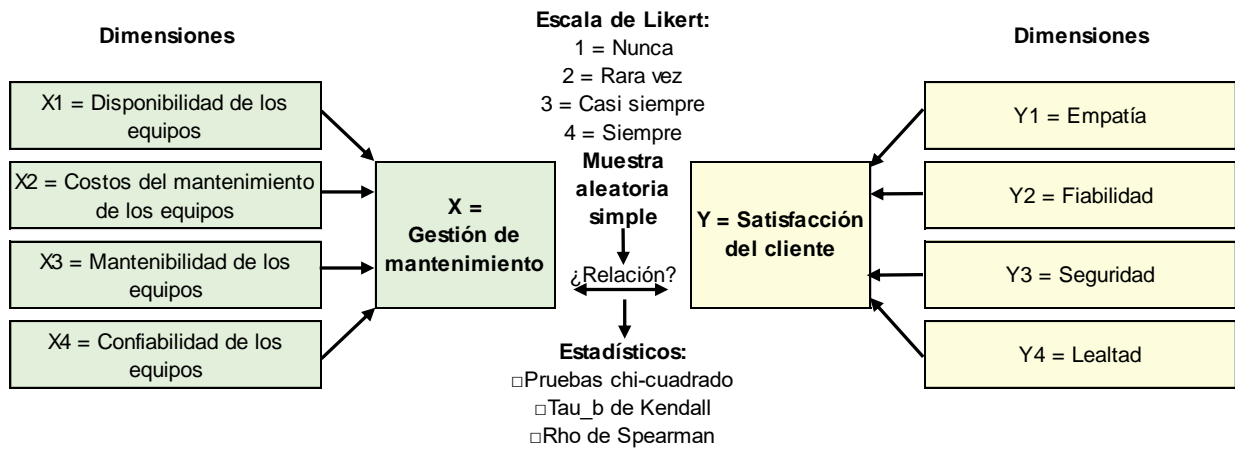 Dimensiones
X1 = Disponibilidad de los
equipos
X2 = Costos del mantenimiento
de los equipos
X3 = Mantenibilidad de los
equipos
X4 = Confiabilidad de los
equipos
X =
Gestión de
mantenimiento
Escala de Likert:
1 = Nunca
2 = Rara vez
3 = Casi siempre
4 = Siempre
Muestra
aleatoria
simple
¿Relación?
Estadísticos:
□Pruebas chi-cuadrado
□Tau_b de Kendall
□Rho de Spearman
Y = Satisfacción
del cliente
Dimensiones
Y1 = Empatía
Y2 = Fiabilidad
Y3 = Seguridad
Y4 = Lealtad